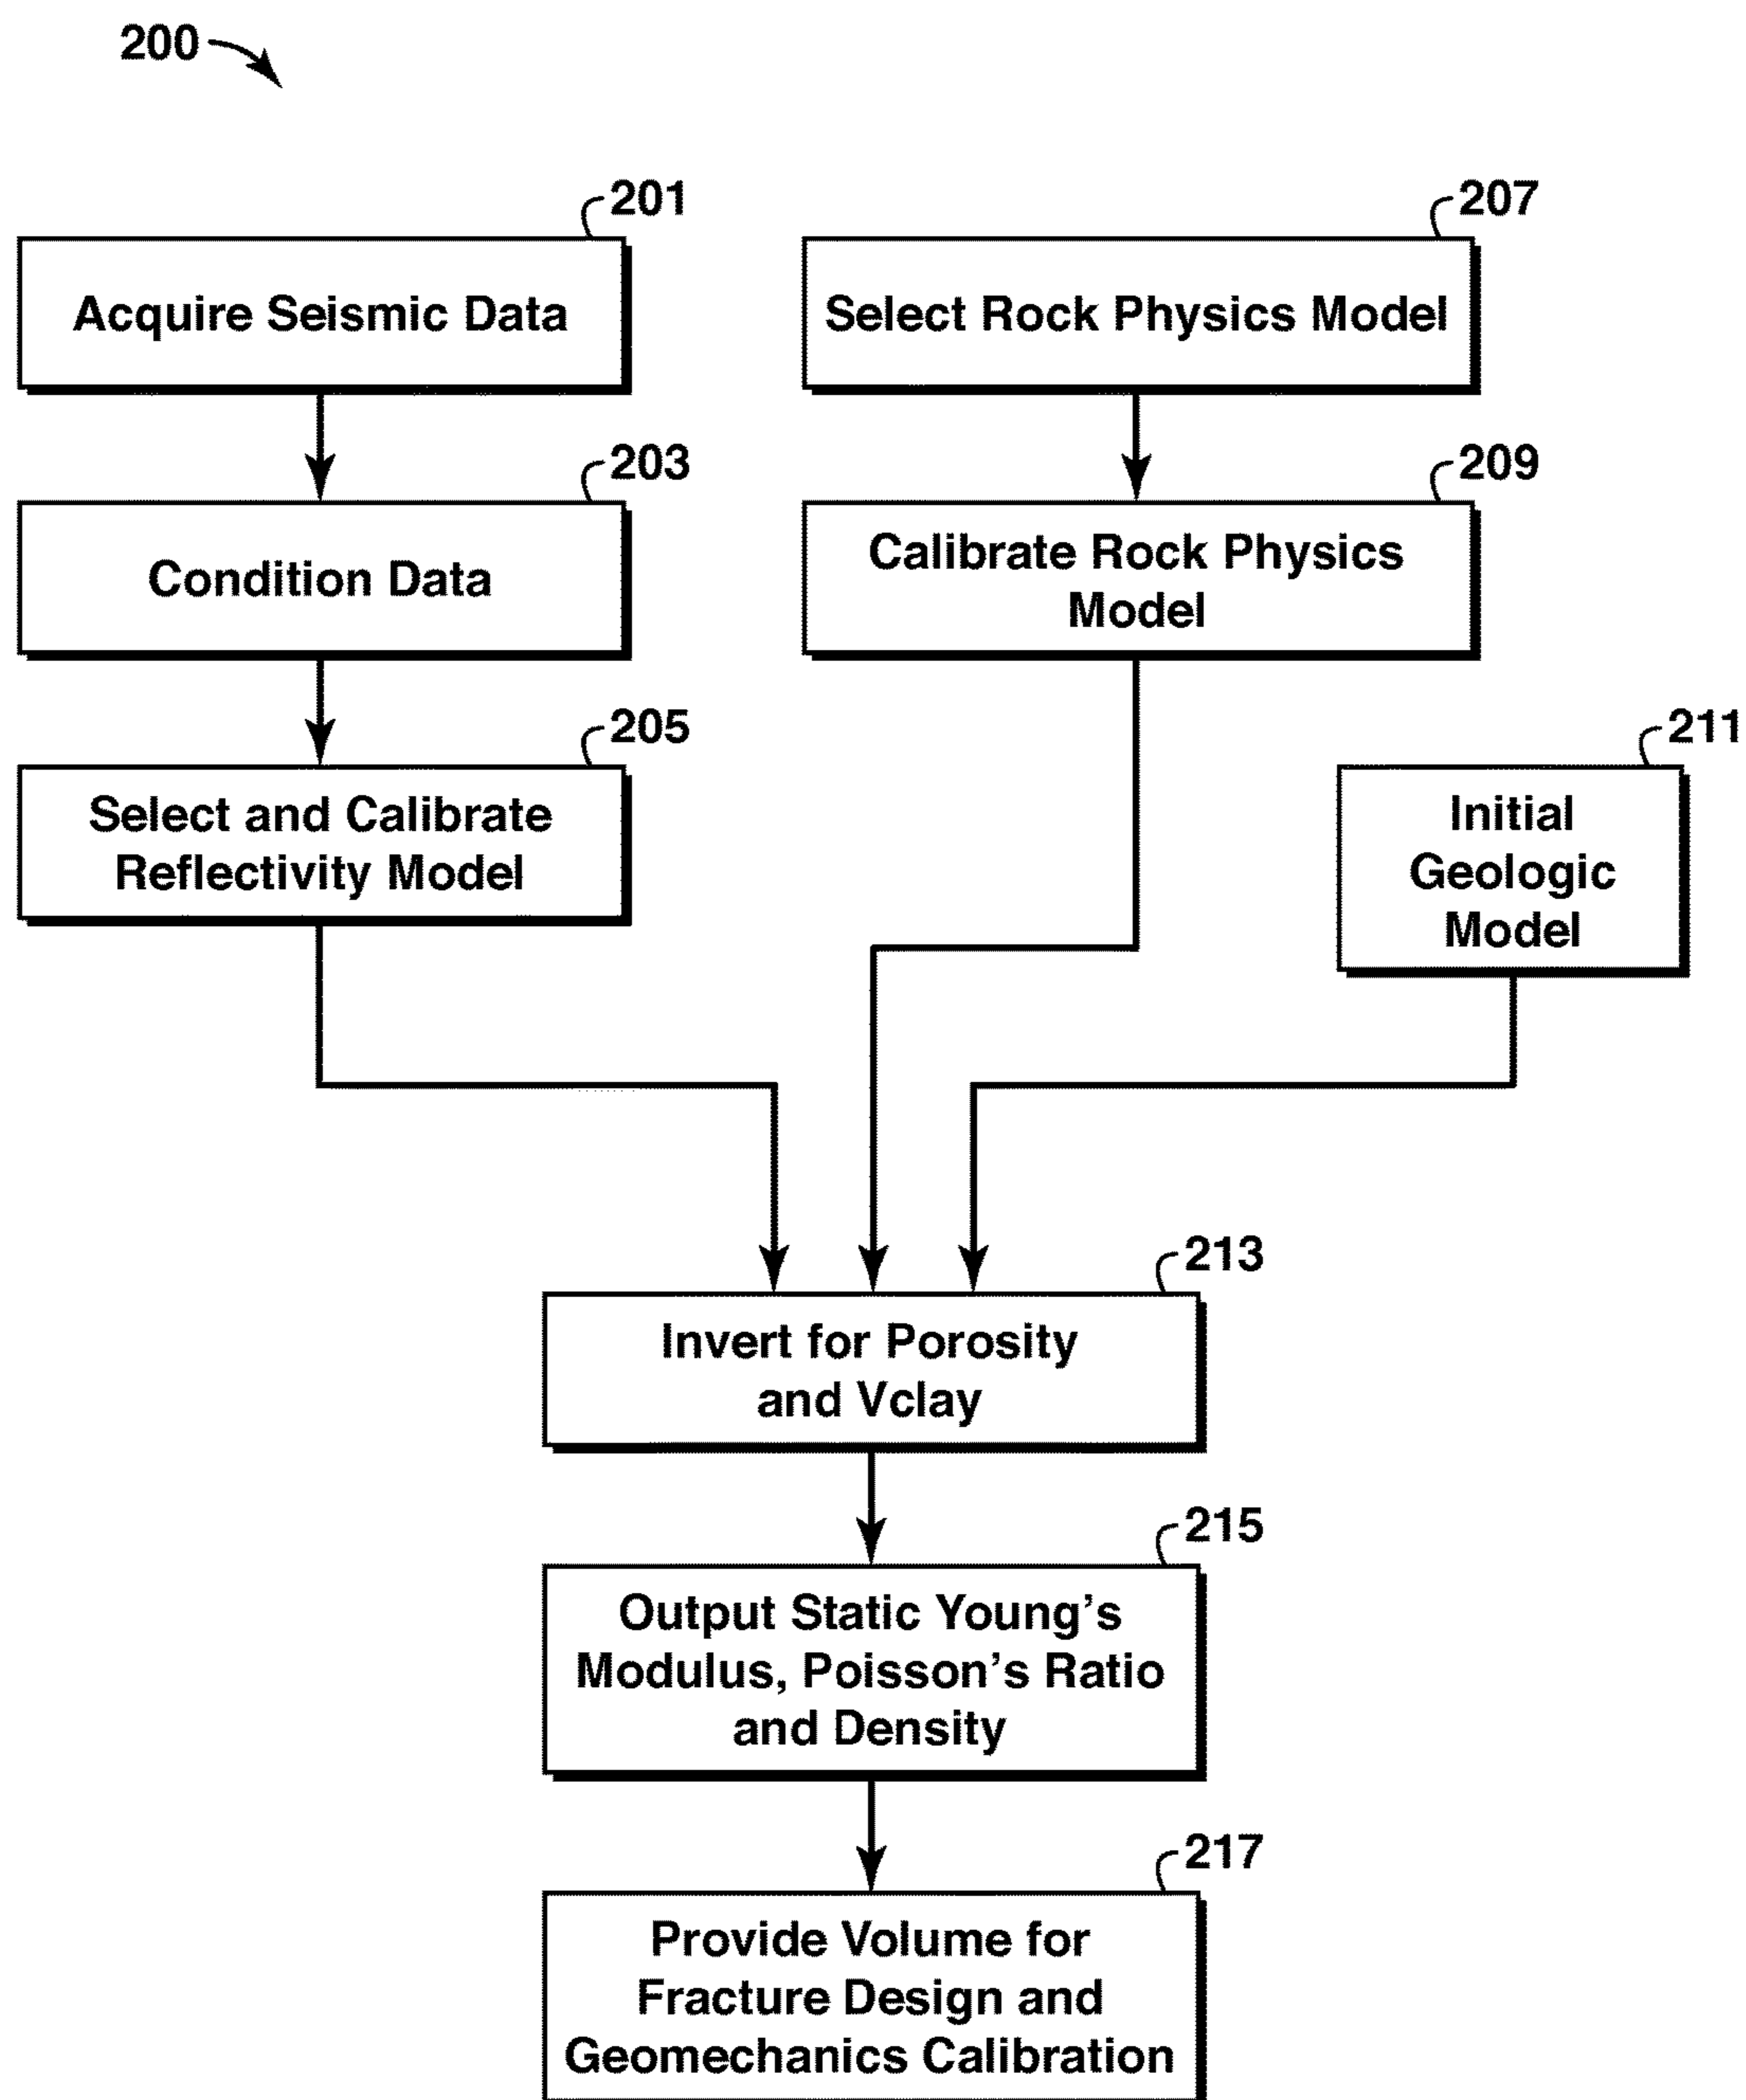 200
201
Acquire Seismic Data
203
Condition Data
205
Select and Calibrate
Reflectivity Model
207
Select Rock Physics Model
209
Calibrate Rock Physics
Model
211
Initial
Geologic
Model
213
Invert for Porosity
and Vclay
215
Output Static Young's
Modulus, Poisson's Ratio
and Density
217
Provide Volume for
Fracture Design and
Geomechanics Calibration